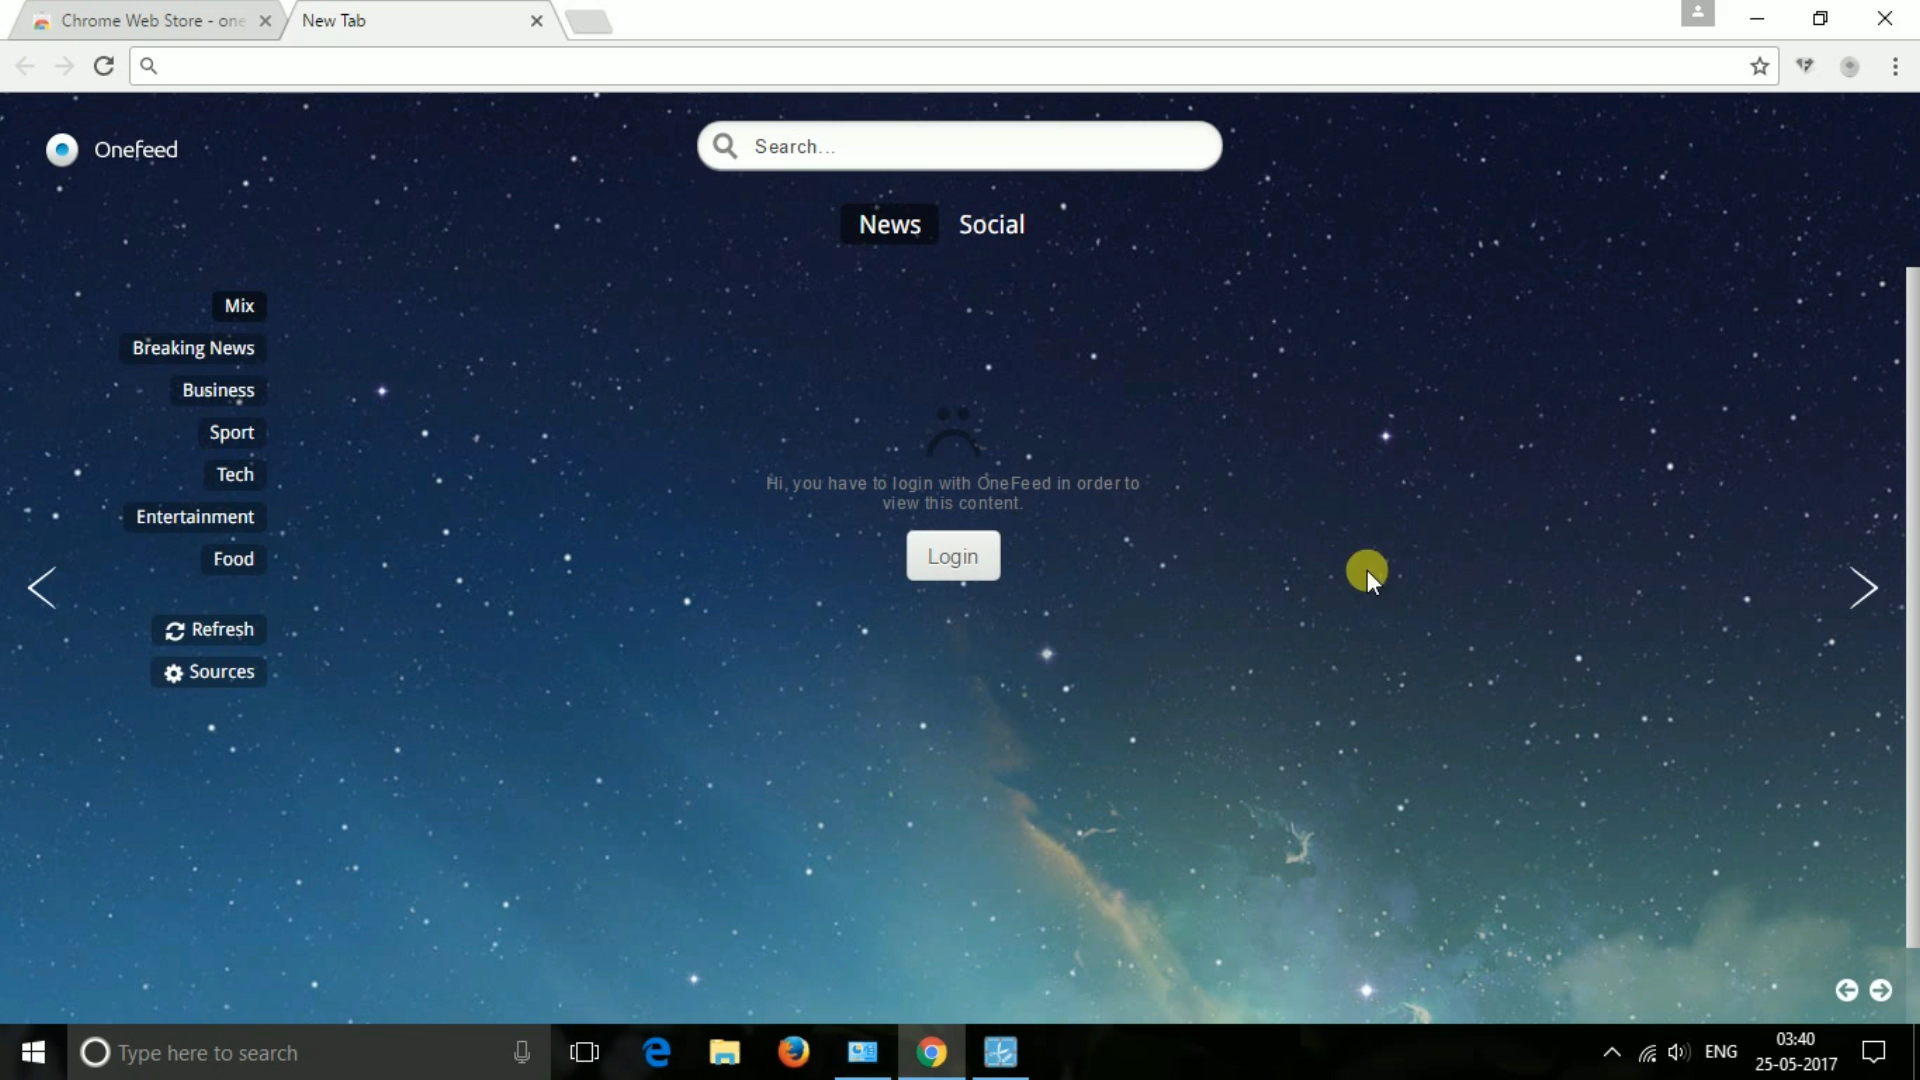 Chrome Web Store - one
New Tab
Onefeed
Search...
News Social
Mix
Breaking News
Business
Sport
Tech
Entertainment
Food
Refresh
Sources
Hi, you have to login with OneFeed in order to
view this content.
Login
Type here to search
ENG
03:40
25-05-2017